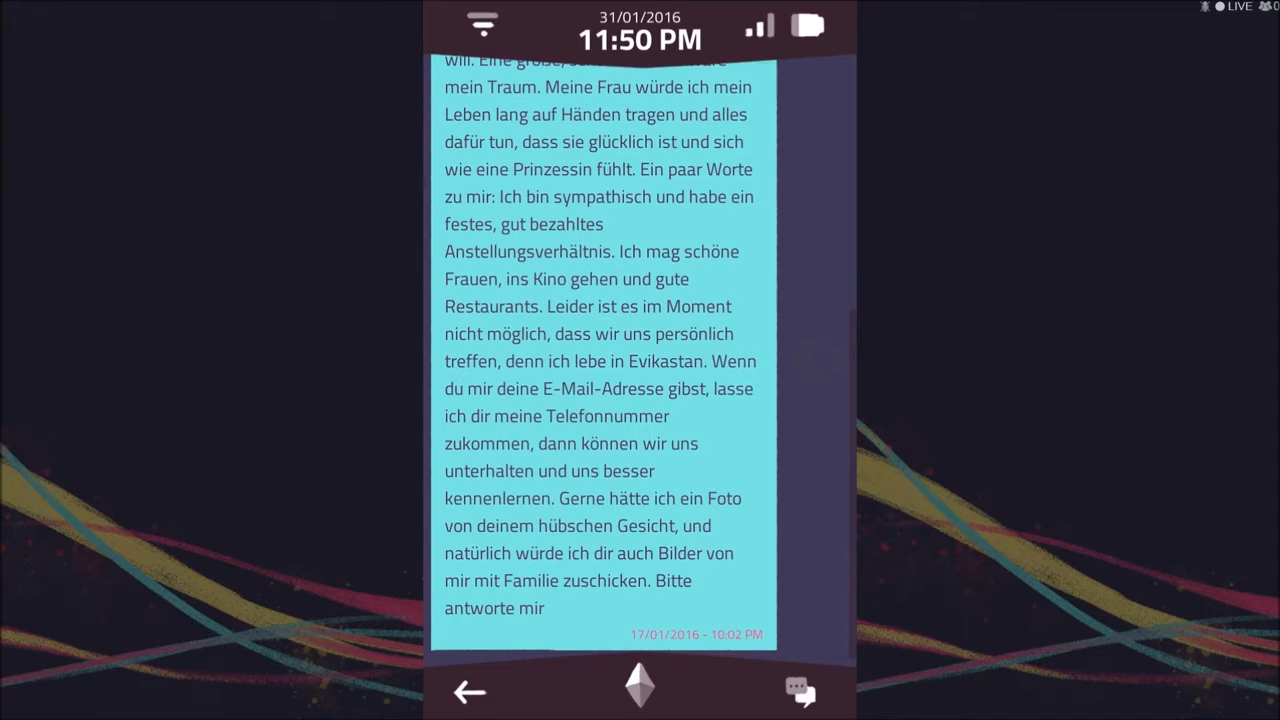 LIVE
0
31/01/2016
11:50 PM
will. Eine große,
mein Traum. Meine Frau würde ich mein
Leben lang auf Händen tragen und alles
dafür tun, dass sie glücklich ist und sich
wie eine Prinzessin fühlt. Ein paar Worte
zu mir: Ich bin sympathisch und habe ein
festes, gut bezahltes
Anstellungsverhältnis. Ich mag schöne
Frauen, ins Kino gehen und gute
Restaurants. Leider ist es im Moment
nicht möglich, dass wir uns persönlich
treffen, denn ich lebe in Evikastan. Wenn
du mir deine E-Mail-Adresse gibst, lasse
ich dir meine Telefonnummer
zukommen, dann können wir uns
unterhalten und uns besser
kennenlernen. Gerne hätte ich ein Foto
von deinem hübschen Gesicht, und
natürlich würde ich dir auch Bilder von
mir mit Familie zuschicken. Bitte
antworte mir
17/01/2016 - 10:02 PM